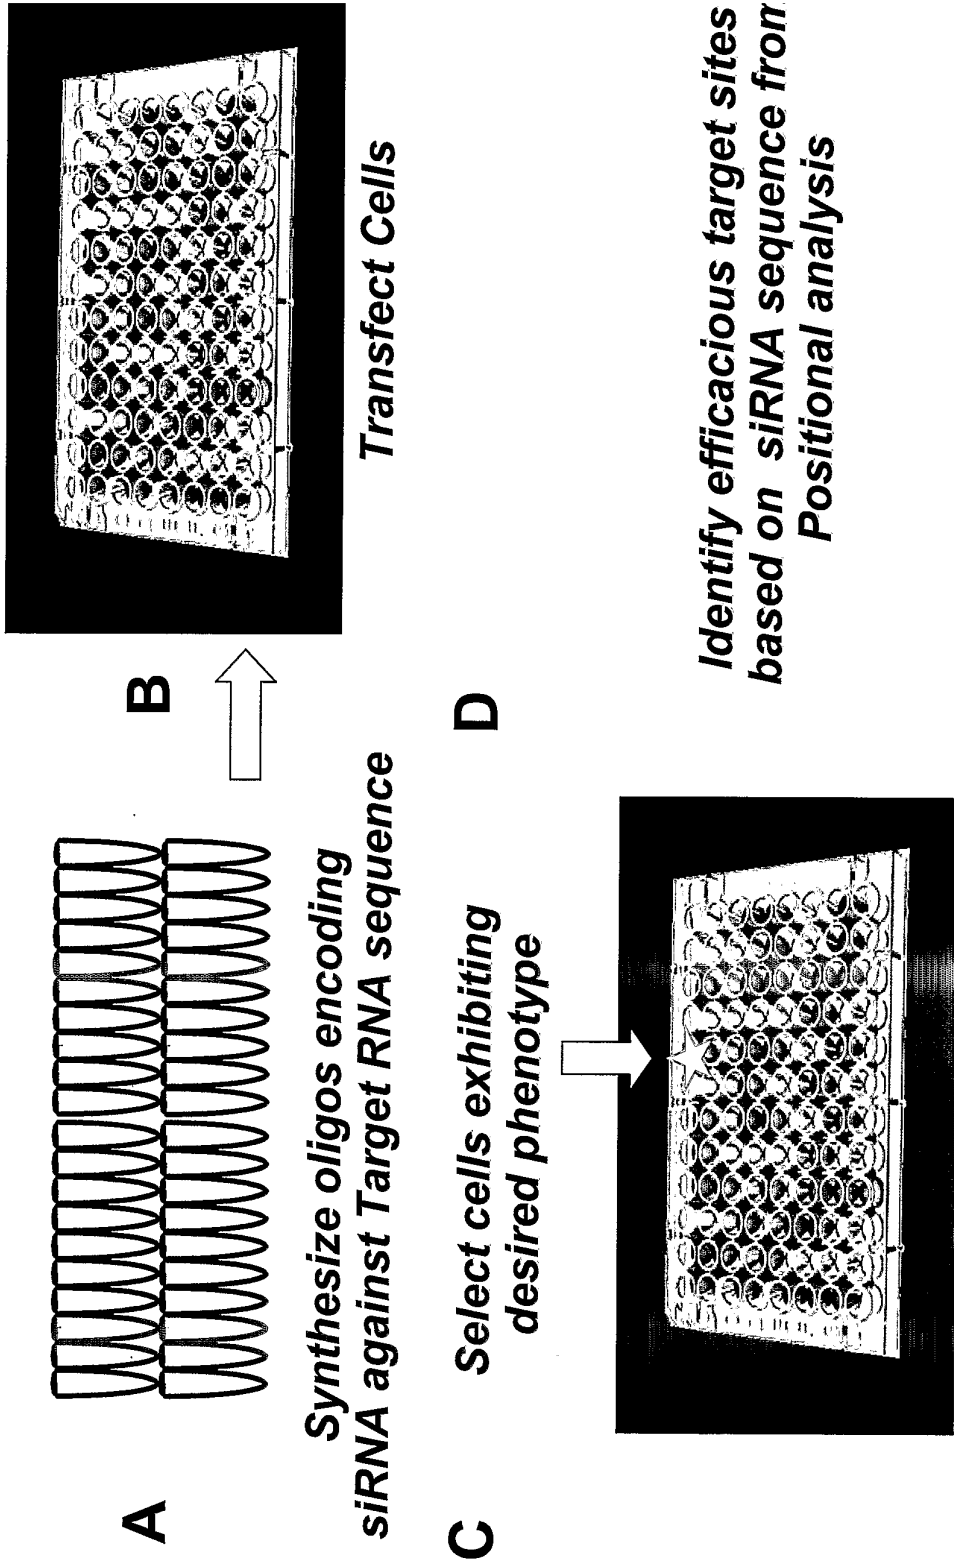 A
Synthesize oligos encoding
siRNA against Target RNA sequence
B
Transfect Cells
C
Select cells exhibiting
desired phenotype
D
Identify efficacious target sites
based on siRNA sequence from
Positional analysis